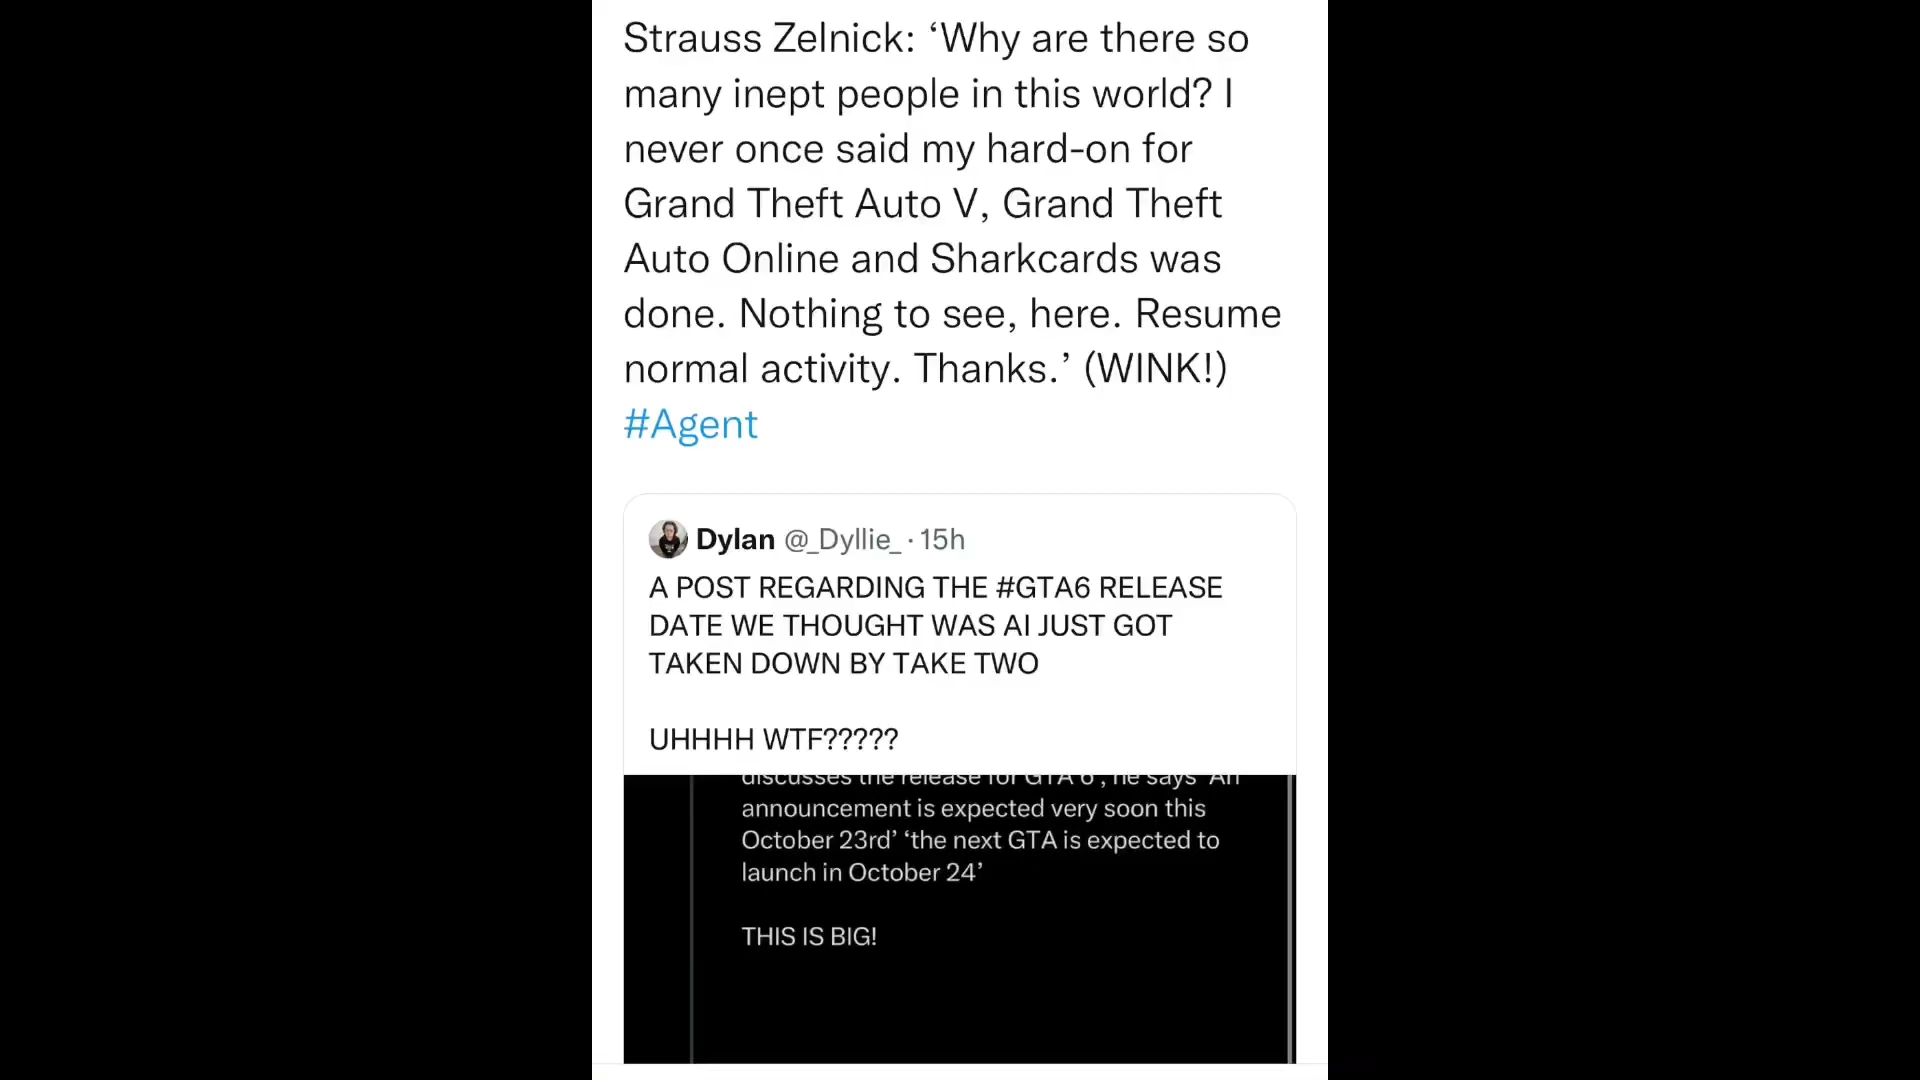 Strauss Zelnick: ‘Why are there so
many inept people in this world? I
never once said my hard-on for
Grand Theft Auto V, Grand Theft
Auto Online and Sharkcards was
done. Nothing to see, here. Resume
normal activity. Thanks.’ (WINK!)
#Agent
Dylan @_Dyllie_ · 15h
A POST REGARDING THE #GTA6 RELEASE
DATE WE THOUGHT WAS AI JUST GOT
TAKEN DOWN BY TAKE TWO
UHHHH WTF?????
discusses the release for GTA 6', he says 'An
announcement is expected very soon this
October 23rd’ ‘the next GTA is expected to
launch in October 24’
THIS IS BIG!